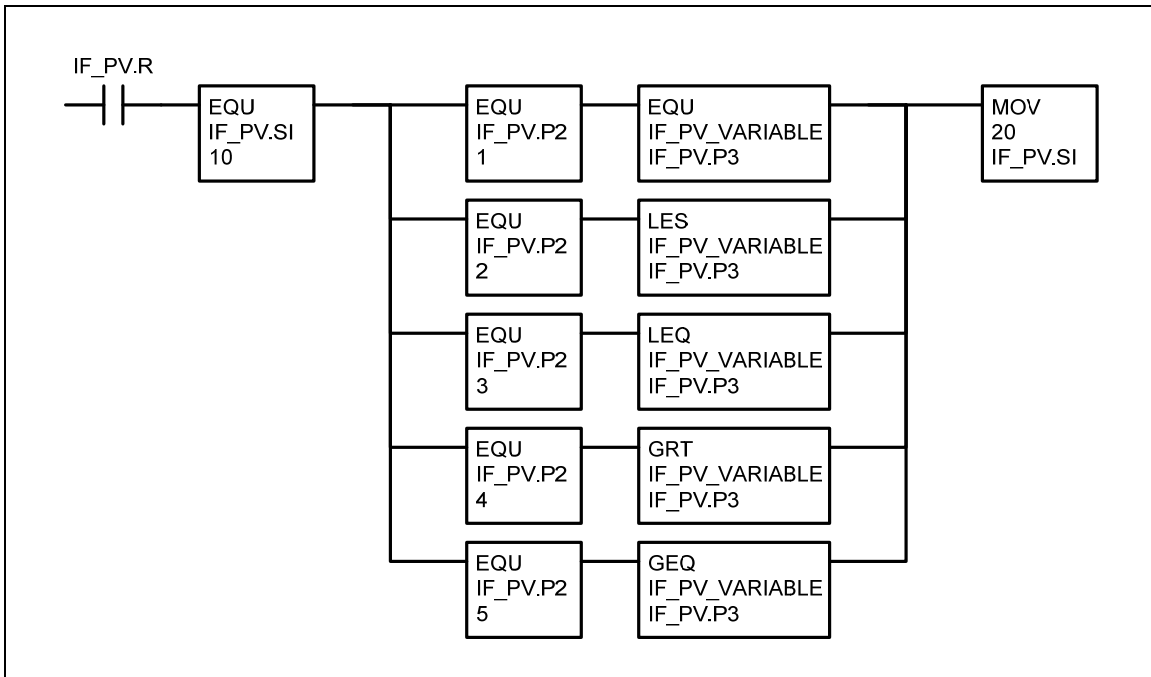 IF_PV.R
EQU
IF_PV.SI
10
EQU
IF_PV.P2
1
EQU
IF_PV_VARIABLE
IF_PV.P3
MOV
20
IF_PV.SI
EQU
IF_PV.P2
2
LES
IF_PV_VARIABLE
IF_PV.P3
EQU
IF_PV.P2
3
LEQ
IF_PV_VARIABLE
IF_PV.P3
EQU
IF_PV.P2
4
GRT
IF_PV_VARIABLE
IF_PV.P3
EQU
IF_PV.P2
5
GEQ
IF_PV_VARIABLE
IF_PV.P3